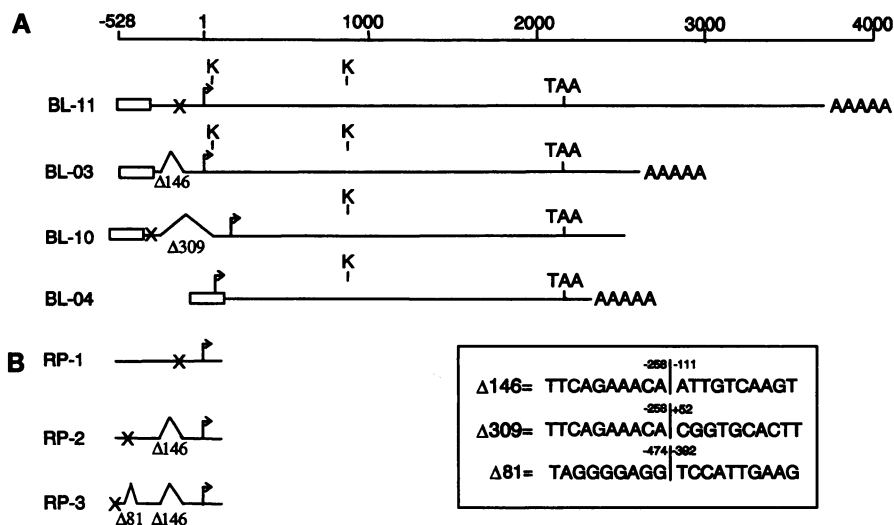 A
-528 1 1000 2000 3000 4000
K K
BL-11 X TAA AAAAA
K K
BL-03 Δ146 TAA AAAAA
K
BL-10 X Δ309 TAA
K
BL-04 TAA AAAAA
B
RP-1 X
RP-2 X Δ146
RP-3 X Δ81 Δ146
-258 -111
Δ146= TTCAGAAACA ATTGTCAAGT
-258 +52
Δ309= TTCAGAAACA CGGTGCACTT
-474 -392
Δ81= TAGGGGAGG TCCATTGAAG